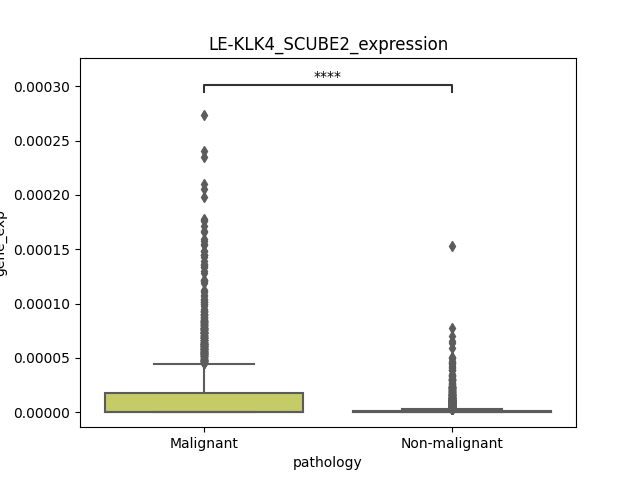 LE-KLK4_SCUBE2_expression
****
0.00030
0.00025
0.00020
0.00015
0.00010
0.00005
0.00000
gene_exp
Malignant
Non-malignant
pathology